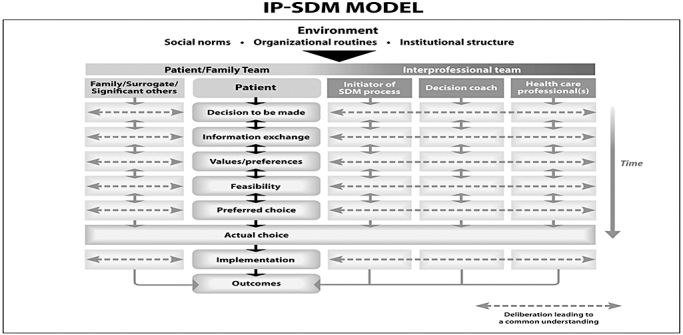 IP-SDM MODEL
Environment
Social norms • Organizational routines • Institutional structure
Patient/Family Team
Interprofessional team
Family/Surrogate/
Significant others
Patient
Initiator of
SDM process
Decision coach
Health care
professional(s)
Decision to be made
Information exchange
Values/preferences
Feasibility
Preferred choice
Actual choice
Implementation
Outcomes
Time
Deliberation leading to
a common understanding